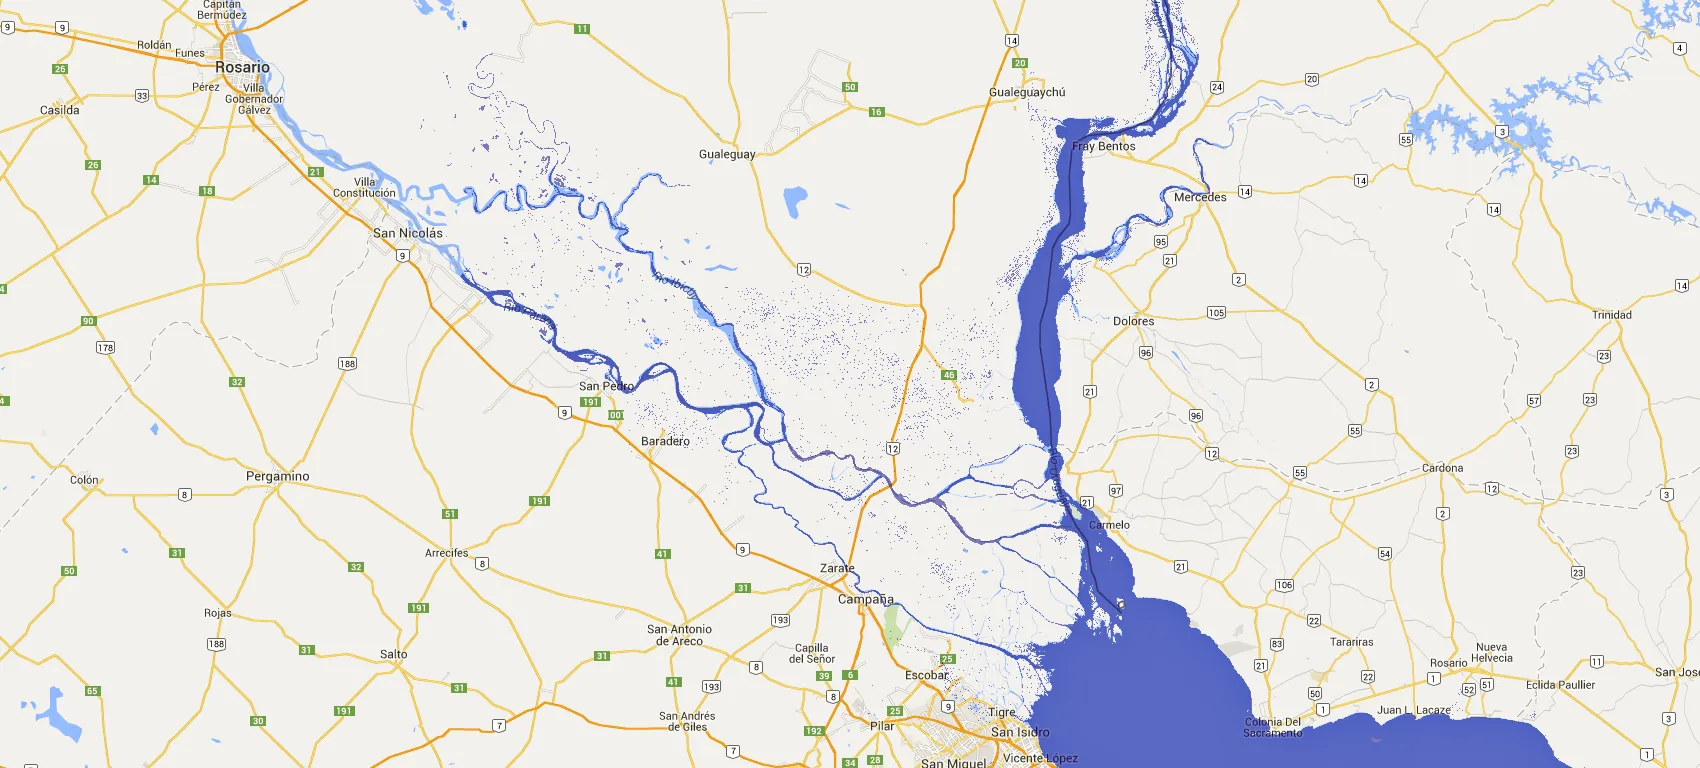 Capitán
Bermúdez
9
9
11
14
4
Roldán
Funes
Rosario
26
20
20
3
Pérez
Villa
Gobernador
Gálvez
33
50
Gualeguaychú
24
Casilda
16
55
Fray Bentos
26
Gualeguay
21
14
18
Villa
Constitución
14
14
Mercedes
14
San Nicolás
95
9
21
12
2
14
Dolores
105
Trinidad
90
178
96
188
23
32
46
2
San Pedro
21
191
57
23
9
96
55
Baradero
12
12
23
Pergamino
Cardona
55
Colón
8
97
12
3
191
21
2
51
Carmelo
9
54
31
Arrecifes
41
8
32
Zarate
21
23
50
31
106
Campaña
191
Rojas
193
22
San Antonio
de Areco
188
83
Tarariras
31
Capilla
del Señor
Nueva
Helvecia
Salto
31
25
Rosario
11
8
21
39
6
Escobar
22
1
San José
65
31
41
193
8
50
52
51
Eclida Paullier
9
191
25
Tigre
1
Juan L. Lacaze
30
San Andrés
de Giles
7
Pilar
San Isidro
Colonia Del
Sacramento
3
192
7
34
28
San Miguel
Vicente López
1